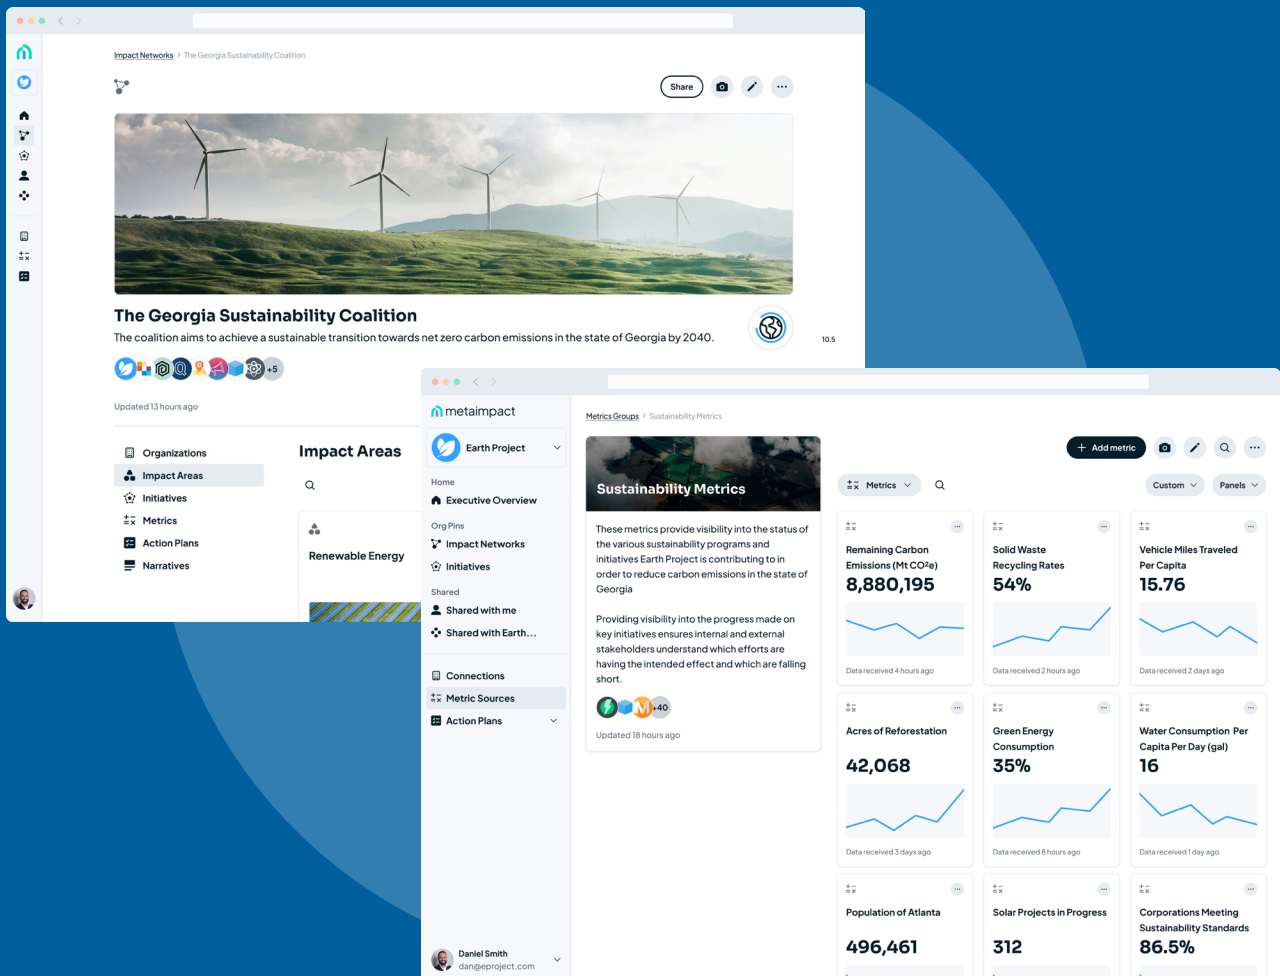 Impact Networks > The Georgia Sustainability Coalition
Share
The Georgia Sustainability Coalition
The coalition aims to achieve a sustainable transition towards net zero carbon emissions in the state of Georgia by 2040.
10.5
+5
Updated 13 hours ago
Organizations
Impact Areas
Initiatives
Metrics
Action Plans
Narratives
Impact Areas
Renewable Energy
metaimpact
Earth Project
Home
Executive Overview
Org Pins
Impact Networks
Initiatives
Shared
Shared with me
Shared with Earth...
Connections
Metric Sources
Action Plans
Daniel Smith
dan@eproject.com
Metrics Groups > Sustainability Metrics
Sustainability Metrics
These metrics provide visibility into the status of
the various sustainability programs and
initiatives Earth Project is contributing to in
order to reduce carbon emissions in the state of
Georgia
Providing visibility into the progress made on
key initiatives ensures internal and external
stakeholders understand which efforts are
having the intended effect and which are falling
short.
M
+40
Updated 18 hours ago
+ Add metric
Metrics
Custom
Panels
Remaining Carbon
Emissions (Mt CO²e)
8,880,195
Data received 4 hours ago
Solid Waste
Recycling Rates
54%
Data received 2 hours ago
Vehicle Miles Traveled
Per Capita
15.76
Data received 2 days ago
Acres of Reforestation
42,068
Data received 3 days ago
Green Energy
Consumption
35%
Data received 8 hours ago
Water Consumption Per
Capita Per Day (gal)
16
Data received 1 day ago
Population of Atlanta
496,461
Solar Projects in Progress
312
Corporations Meeting
Sustainability Standards
86.5%